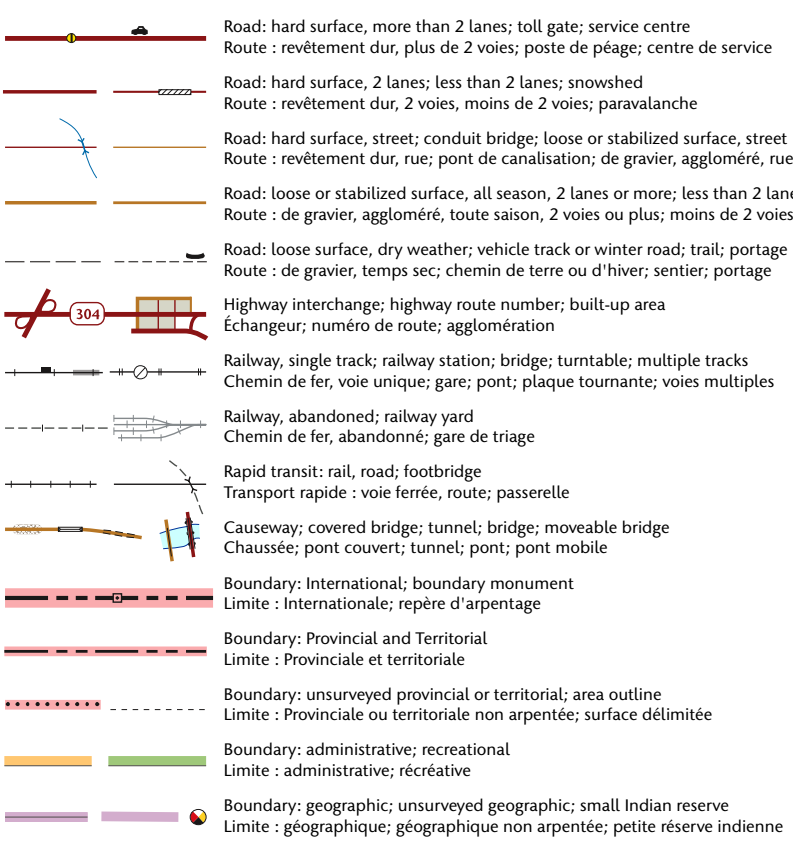 Road: hard surface, more than 2 lanes; toll gate; service centre
Route : revêtement dur, plus de 2 voies; poste de péage; centre de service
Road: hard surface, 2 lanes; less than 2 lanes; snowshed
Route : revêtement dur, 2 voies, moins de 2 voies; paravalanche
Road: hard surface, street; conduit bridge; loose or stabilized surface, street
Route : revêtement dur, rue; pont de canalisation; de gravier, aggloméré, rue
Road: loose or stabilized surface, all season, 2 lanes or more; less than 2
Route : de gravier, aggloméré, toute saison, 2 voies ou plus; moins de 2 voies
Road: loose surface, dry weather; vehicle track or winter road; trail; portage
Route : de gravier, temps sec; chemin de terre ou d'hiver; sentier; portage
304
Highway interchange; highway route number; built-up area
Échangeur; numéro de route; agglomération
Railway, single track; railway station; bridge; turntable; multiple tracks
Chemin de fer, voie unique; gare; pont; plaque tournante; voies multiples
Railway, abandoned; railway yard
Chemin de fer, abandonné; gare de triage
Rapid transit: rail, road; footbridge
Transport rapide : voie ferrée, route; passerelle
Causeway; covered bridge; tunnel; bridge; moveable bridge
Chaussée; pont couvert; tunnel; pont; pont mobile
Boundary: International; boundary monument
Limite : Internationale; repère d'arpentage
Boundary: Provincial and Territorial
Limite : Provinciale et territoriale
Boundary: unsurveyed provincial or territorial; area outline
Limite : Provinciale ou territoriale non arpentée; surface délimitée
Boundary: administrative; recreational
Limite : administrative; récréative
Boundary: geographic; unsurveyed geographic; small Indian reserve
Limite : géographique; géographique non arpentée; petite réserve indienne